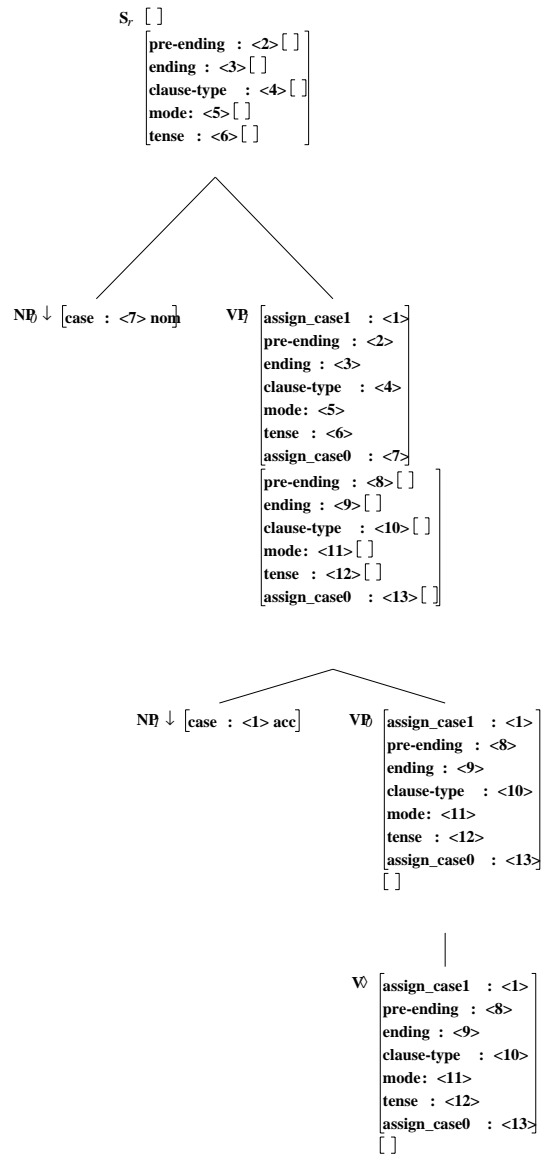 Sr [ ]
pre-ending : <2>[ ]
ending : <3>[ ]
clause-type : <4>[ ]
mode: <5>[ ]
tense : <6>[ ]
NP0 ↓ [case : <7> nom]
VP1 [assign_case1 : <1>
pre-ending : <2>
ending : <3>
clause-type : <4>
mode: <5>
tense : <6>
assign_case0 : <7>]
pre-ending : <8>[ ]
ending : <9>[ ]
clause-type : <10>[ ]
mode: <11>[ ]
tense : <12>[ ]
assign_case0 : <13>[ ]
NP1 ↓ [case : <1> acc]
VP0 [assign_case1 : <1>
pre-ending : <8>
ending : <9>
clause-type : <10>
mode: <11>
tense : <12>
assign_case0 : <13>]
[ ]
V◊ [assign_case1 : <1>
pre-ending : <8>
ending : <9>
clause-type : <10>
mode: <11>
tense : <12>
assign_case0 : <13>]
[ ]